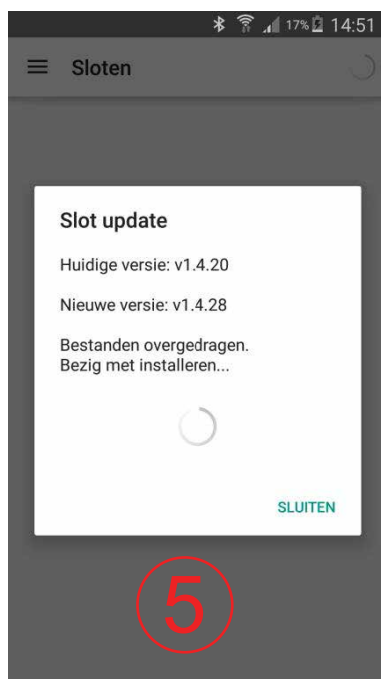 17% 14:51
Sloten
Slot update
Huidige versie: v1.4.20
Nieuwe versie: v1.4.28
Bestanden overgedragen.
Bezig met installeren...
SLUITEN
5